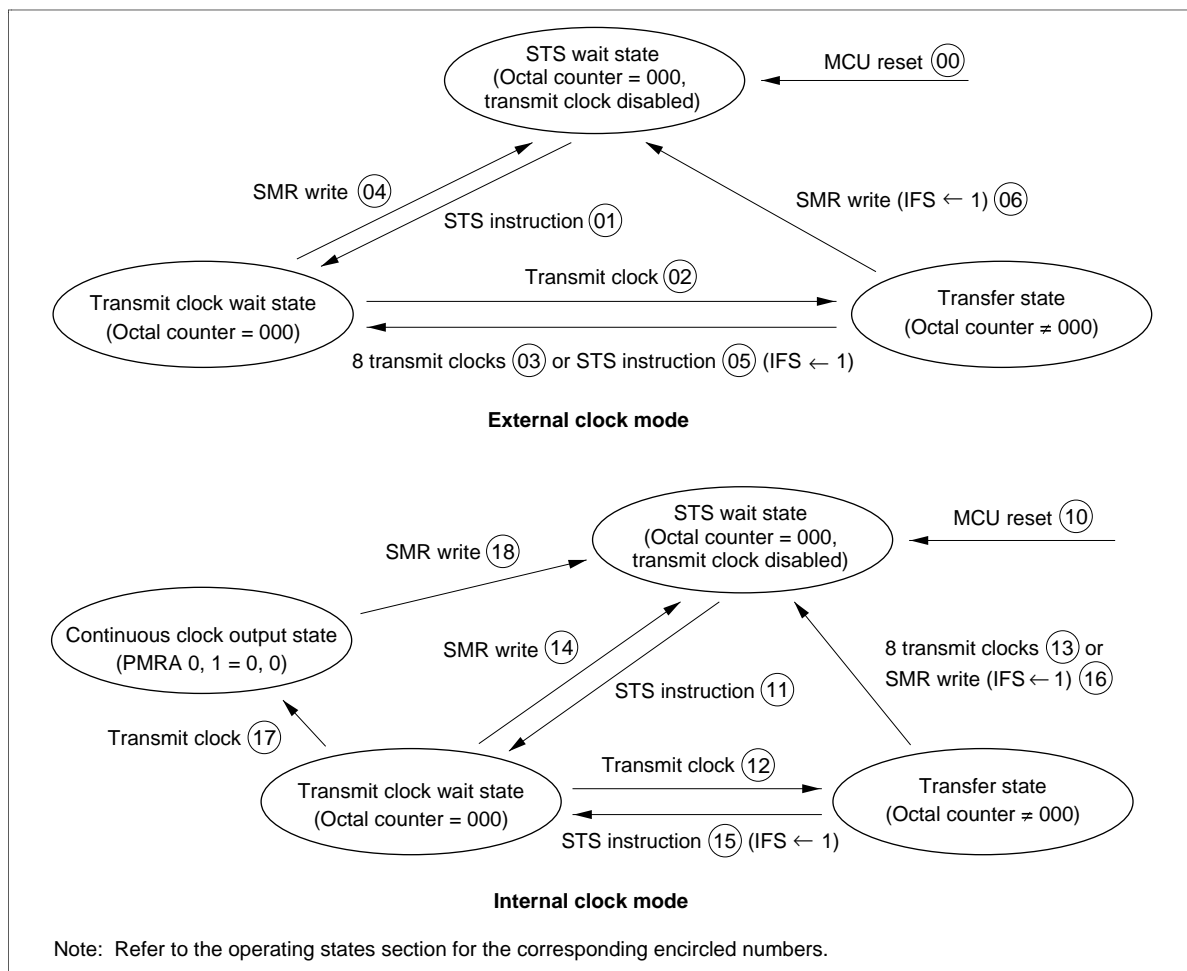 STS wait state
(Octal counter = 000,
transmit clock disabled)
MCU reset 00
SMR write 04
STS instruction 01
SMR write (IFS ← 1) 06
Transmit clock wait state
(Octal counter = 000)
Transmit clock 02
Transfer state
(Octal counter ≠ 000)
8 transmit clocks 03 or STS instruction 05 (IFS ← 1)
External clock mode
STS wait state
(Octal counter = 000,
transmit clock disabled)
MCU reset 10
SMR write 18
Continuous clock output state
(PMRA 0, 1 = 0, 0)
SMR write 14
STS instruction 11
8 transmit clocks 13 or
SMR write (IFS ← 1) 16
Transmit clock 17
Transmit clock wait state
(Octal counter = 000)
Transmit clock 12
Transfer state
(Octal counter ≠ 000)
STS instruction 15 (IFS ← 1)
Internal clock mode
Note: Refer to the operating states section for the corresponding encircled numbers.